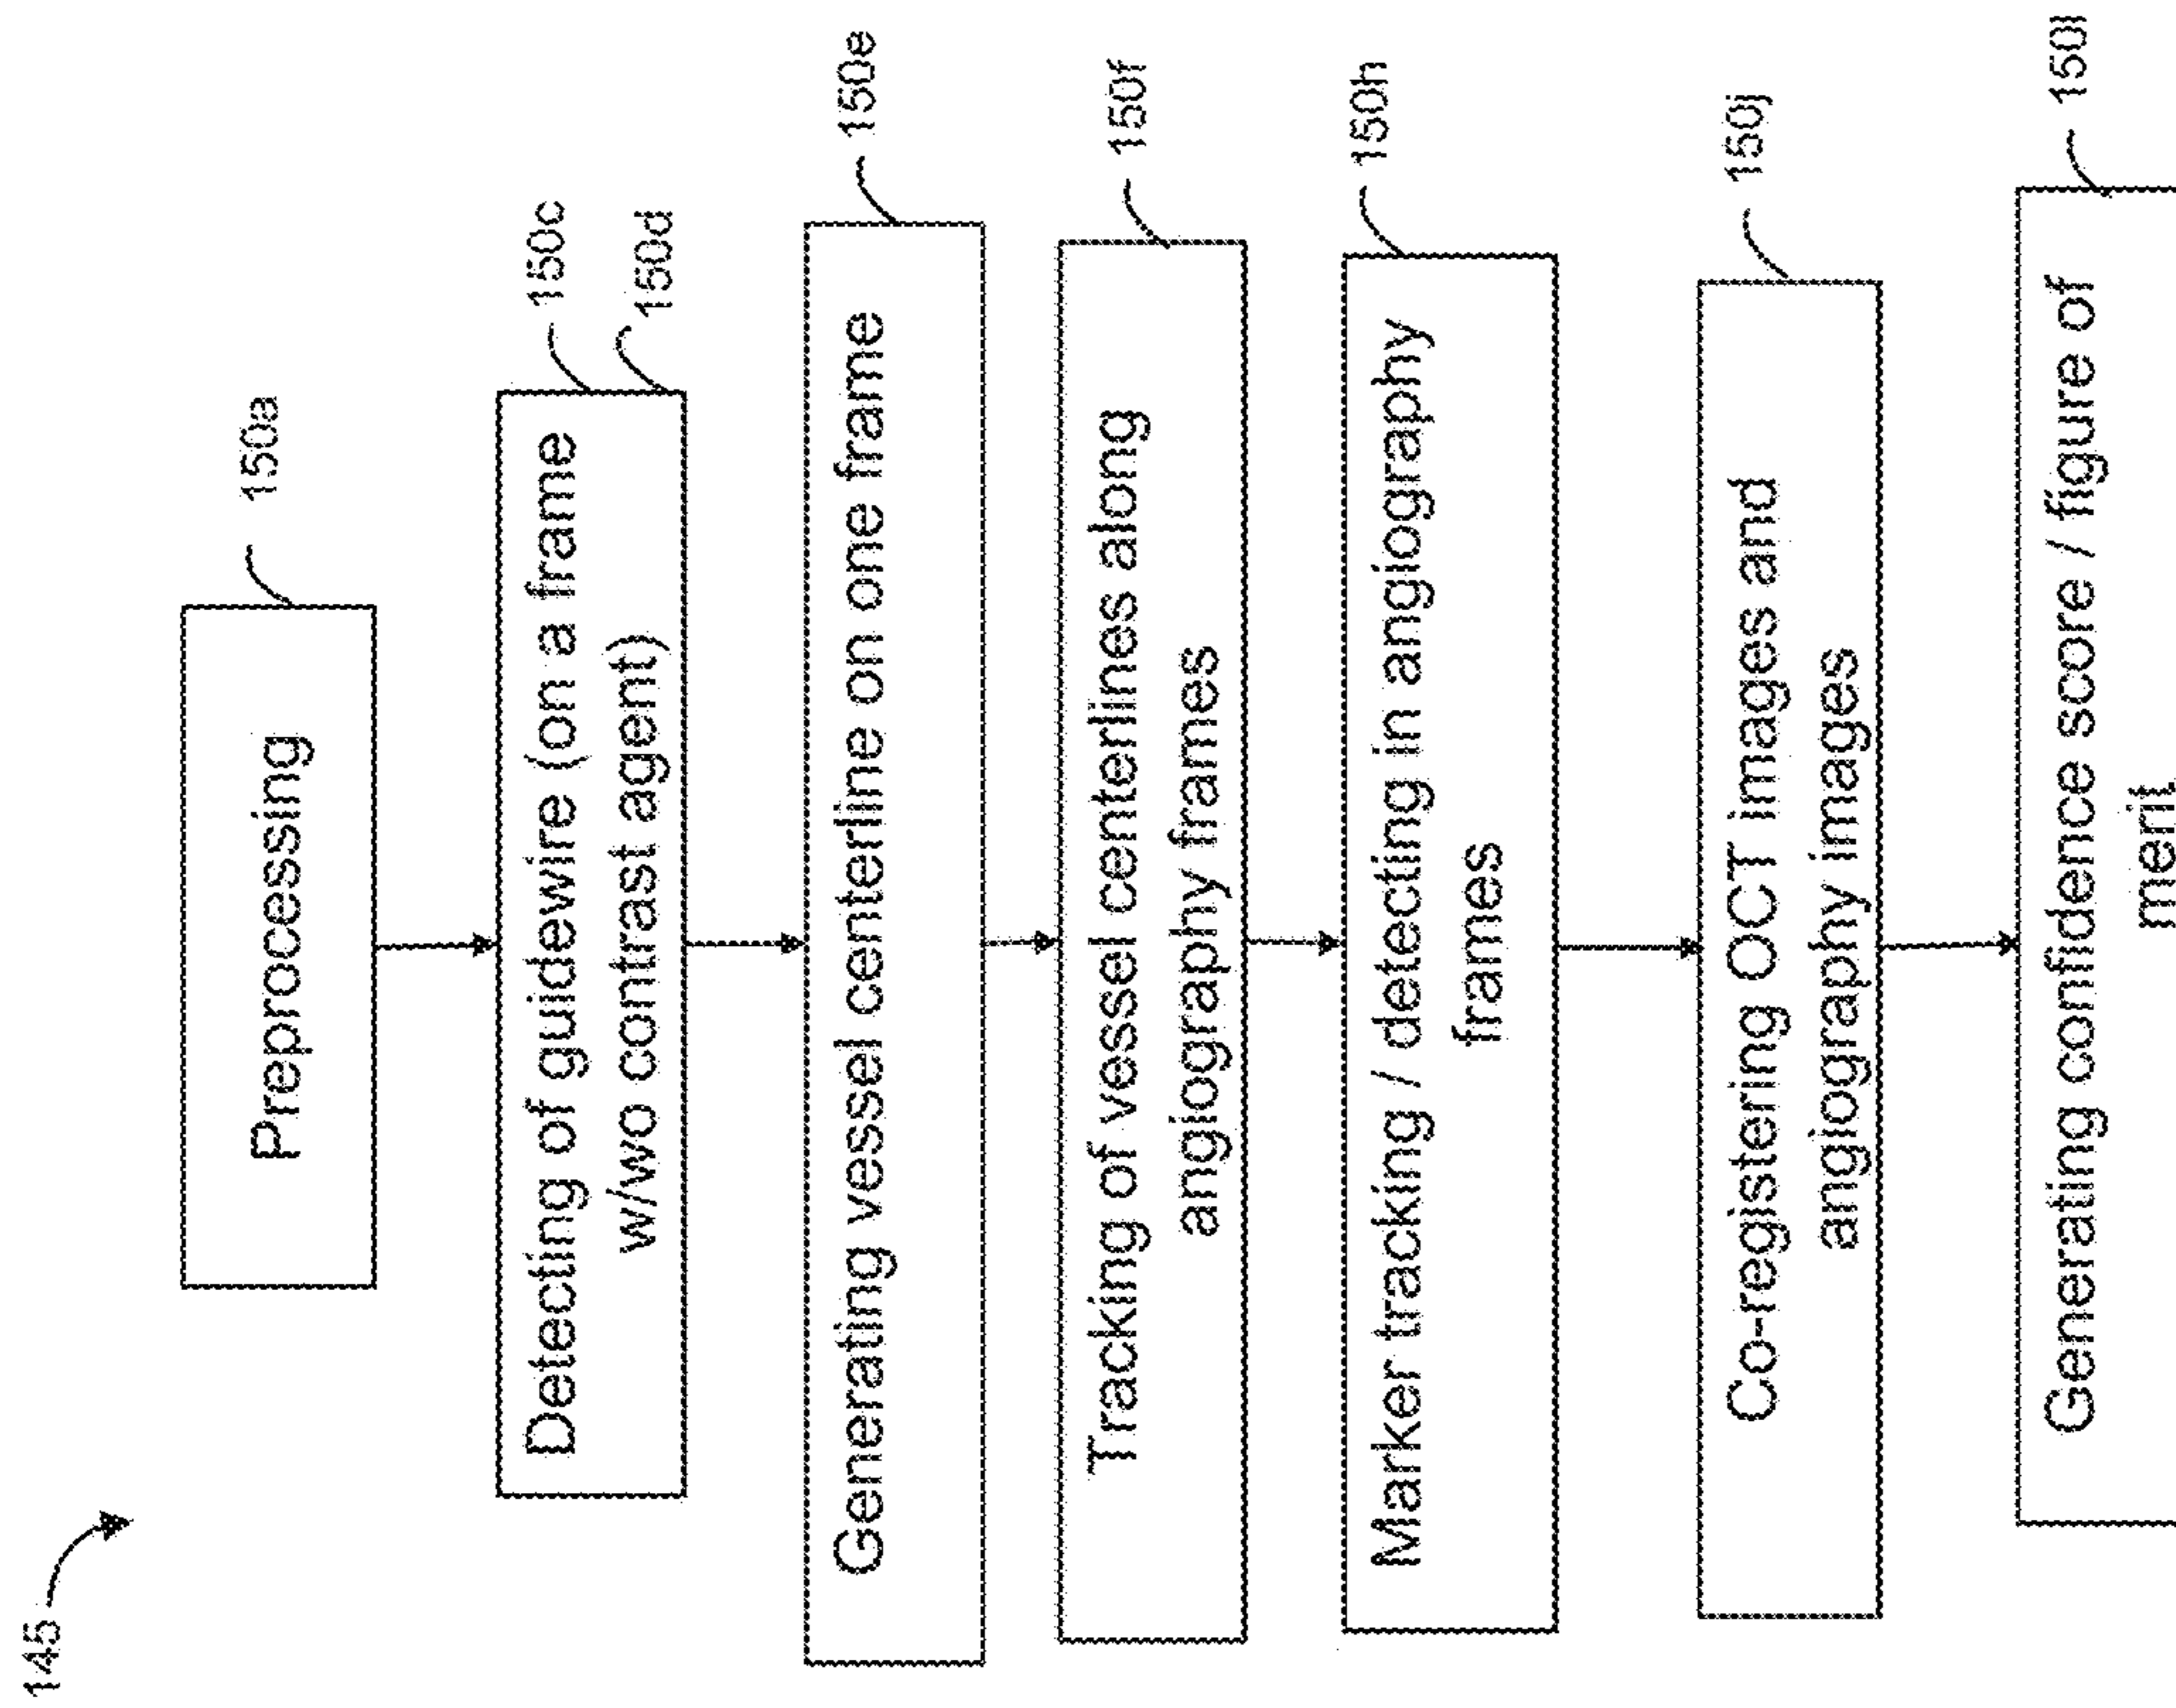 145
Preprocessing
150a
Detecting of guidewire (on a frame
w/wo contrast agent)
150c
150d
Generating vessel centerline on one frame
150e
Tracking of vessel centerlines along
angiography frames
150f
Marker tracking / detecting in angiography
frames
150h
Co-registering OCT images and
angiography images
150j
Generating confidence score / figure of
merit